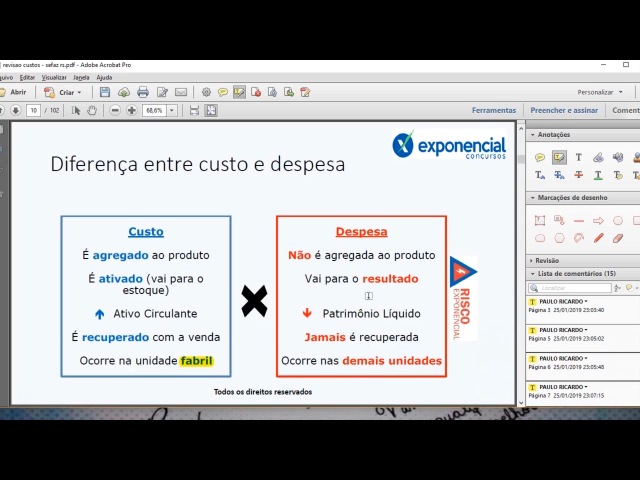 revisao custos - sefaz rs.pdf - Adobe Acrobat Pro
quivo Editar Visualizar Janela Ajuda
Abrir Criar Personalizar
10 / 102 68,6% Ferramentas Preencher e assinar Coment
exponencial
concursos
Diferença entre custo e despesa
Custo
É agregado ao produto
É ativado (vai para o
estoque)
Ativo Circulante
É recuperado com a venda
Ocorre na unidade fabril
Despesa
Não é agregada ao produto
Vai para o resultado
Patrimônio Líquido
Jamais é recuperada
Ocorre nas demais unidades
RISCO
EXPONENCIAL
Todos os direitos reservados
Anotações
Marcações de desenho
Revisão
Lista de comentários (15)
Localizar
PAULO RICARDO
Página 3 25/01/2019 23:03:40
PAULO RICARDO
Página 5 25/01/2019 23:05:02
PAULO RICARDO
Página 6 25/01/2019 23:05:48
PAULO RICARDO
Página 7 25/01/2019 23:07:15